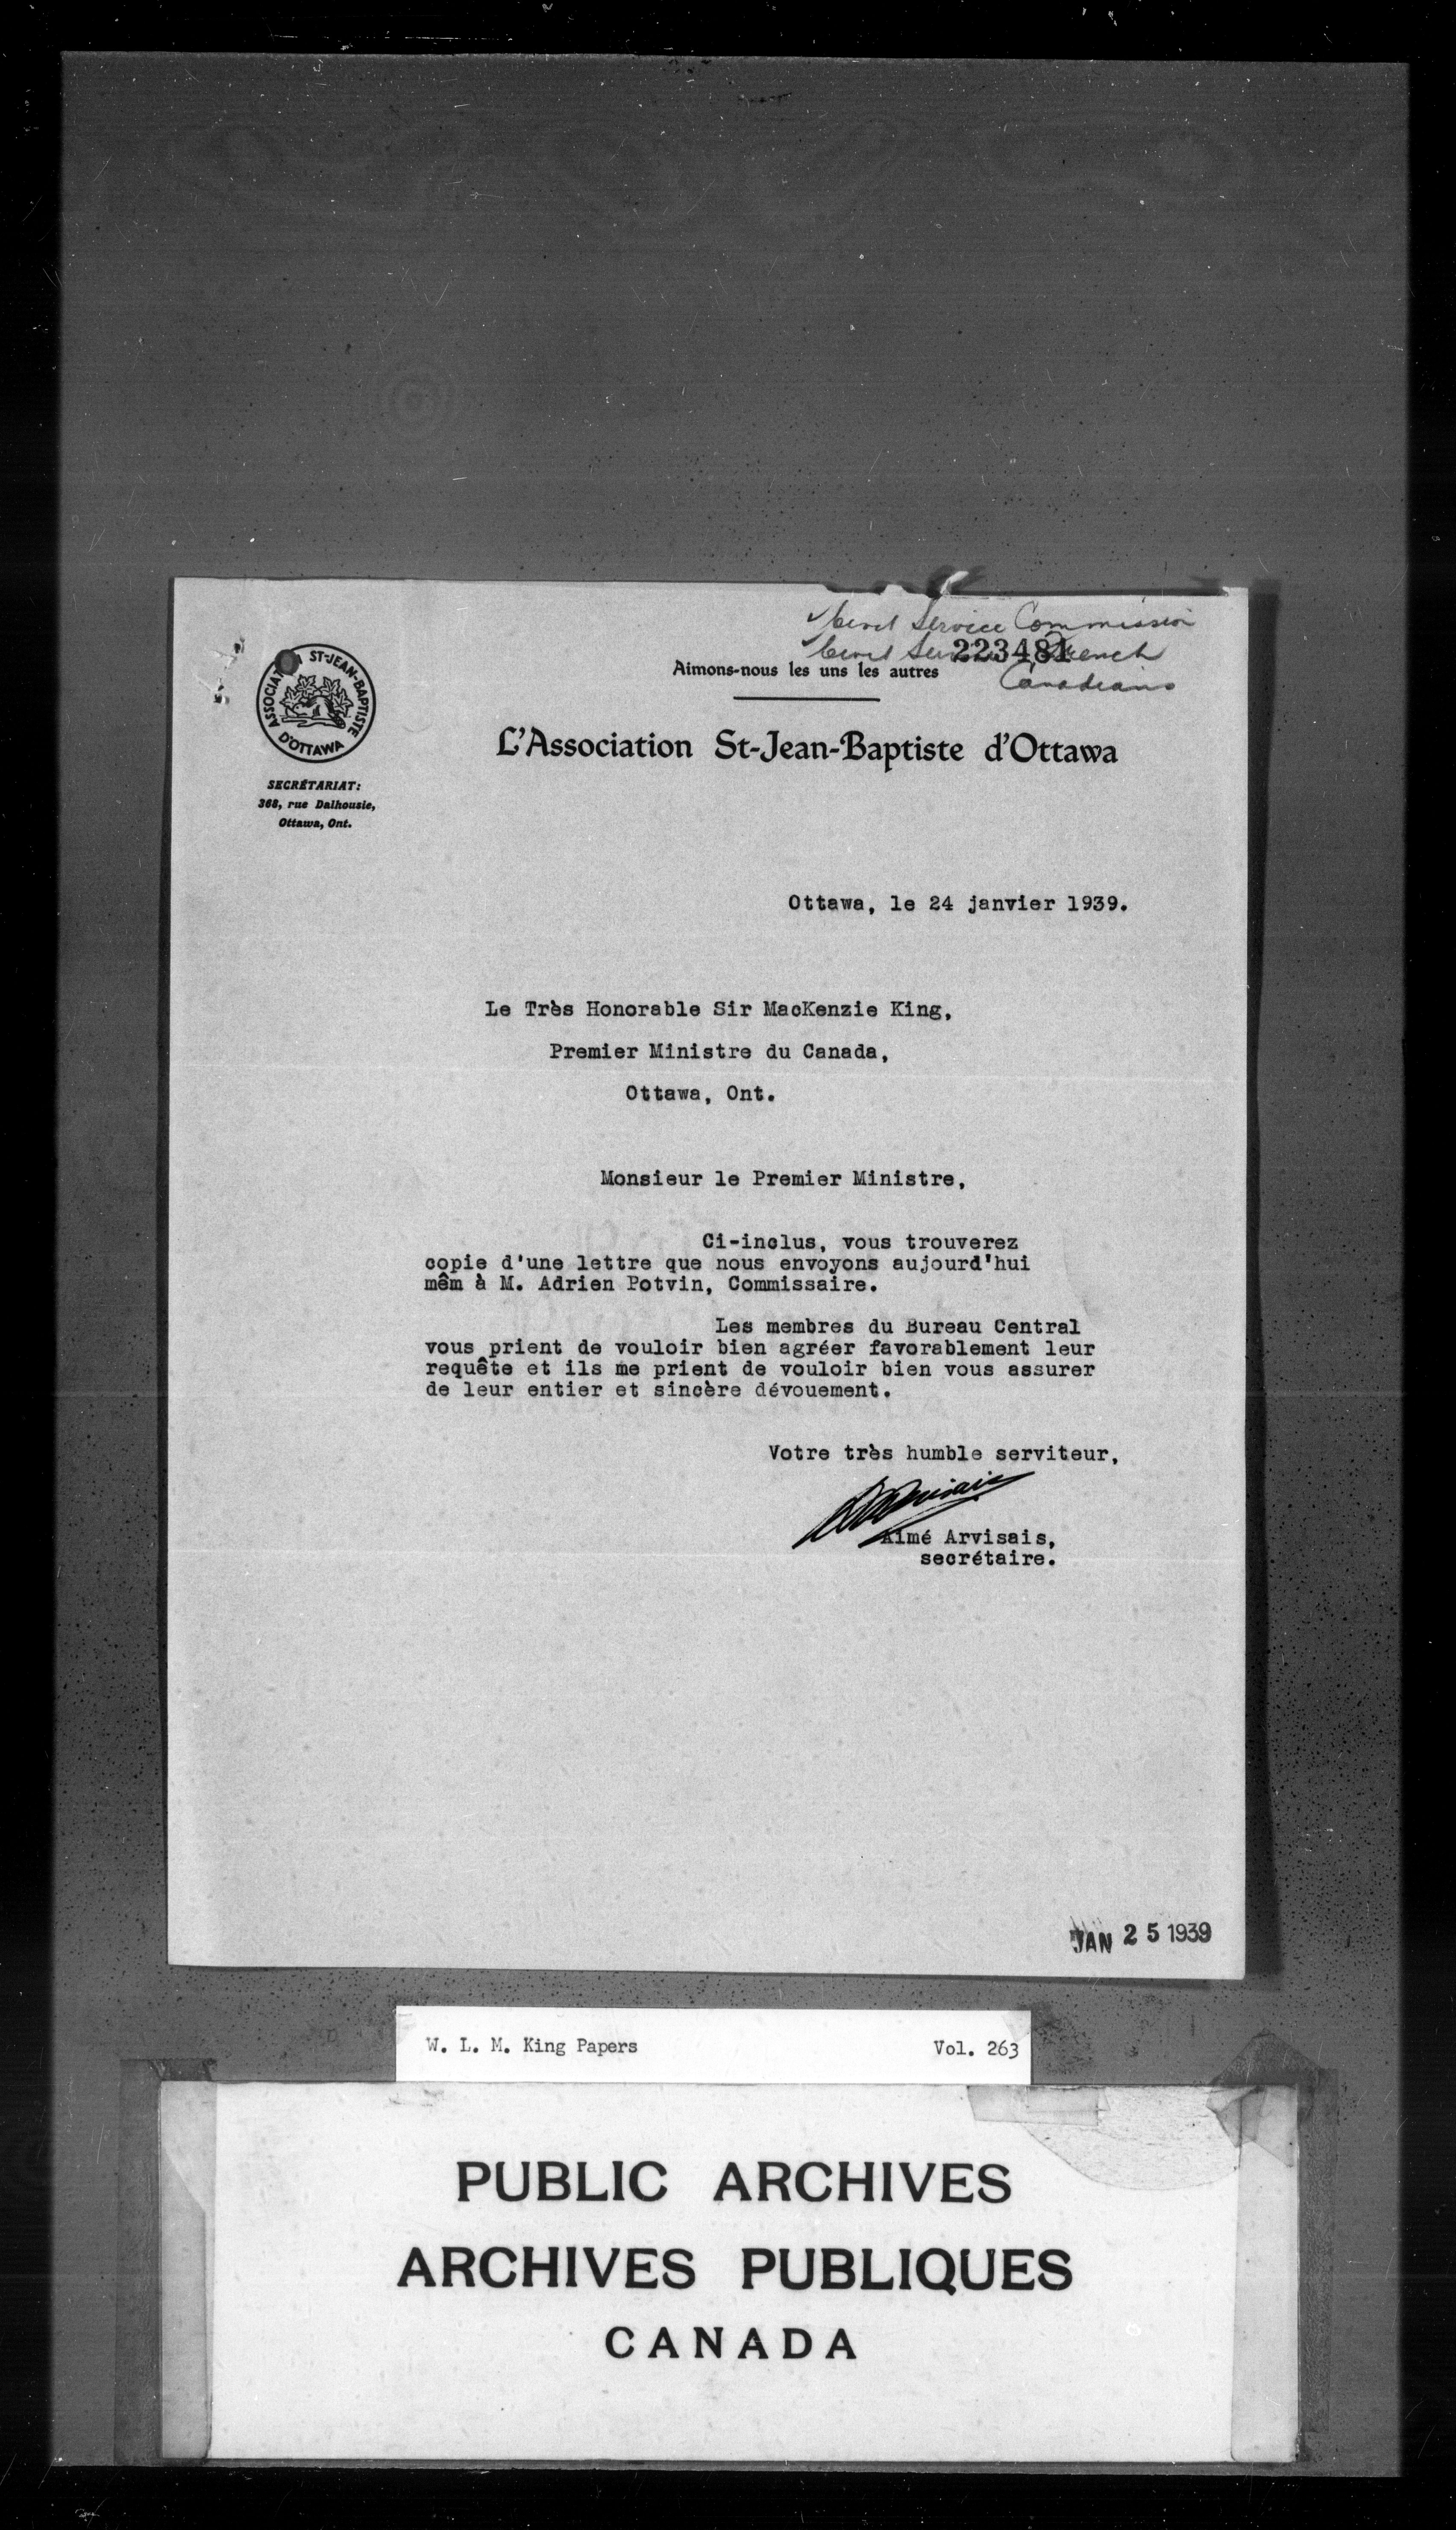 Civil Service Commission
Civil Service French
223481
Canadians
Aimons-nous les uns les autres
ASSOCIATION ST-JEAN-BAPTISTE D'OTTAWA
L'Association St-Jean-Baptiste d'Ottawa
SECRÉTARIAT:
368, rue Dalhousie,
Ottawa, Ont.
Ottawa, le 24 janvier 1939.
Le Très Honorable Sir MacKenzie King,
Premier Ministre du Canada,
Ottawa, Ont.
Monsieur le Premier Ministre,
Ci-inclus, vous trouverez
copie d'une lettre que nous envoyons aujourd'hui
mêm à M. Adrien Potvin, Commissaire.
Les membres du Bureau Central
vous prient de vouloir bien agréer favorablement leur
requête et ils me prient de vouloir bien vous assurer
de leur entier et sincère dévouement.
Votre très humble serviteur,
Aimé Arvisais,
secrétaire.
JAN 25 1939
W. L. M. King Papers Vol. 263
PUBLIC ARCHIVES
ARCHIVES PUBLIQUES
CANADA